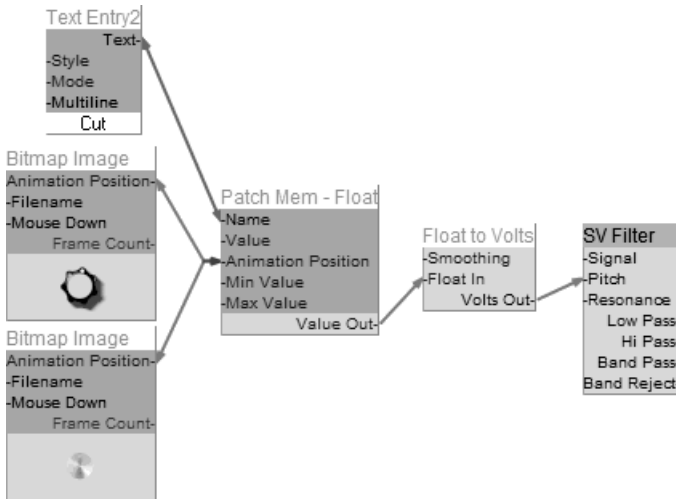 Text Entry2
Text-
-Style
-Mode
-Multiline
Cut
Bitmap Image
Animation Position-
-Filename
-Mouse Down
Frame Count-
Bitmap Image
Animation Position-
-Filename
-Mouse Down
Frame Count-
Patch Mem - Float
-Name
-Value
-Animation Position
-Min Value
-Max Value
Value Out-
Float to Volts
-Smoothing
-Float In
Volts Out-
SV Filter
-Signal
-Pitch
-Resonance
Low Pass
Hi Pass
Band Pass
Band Reject